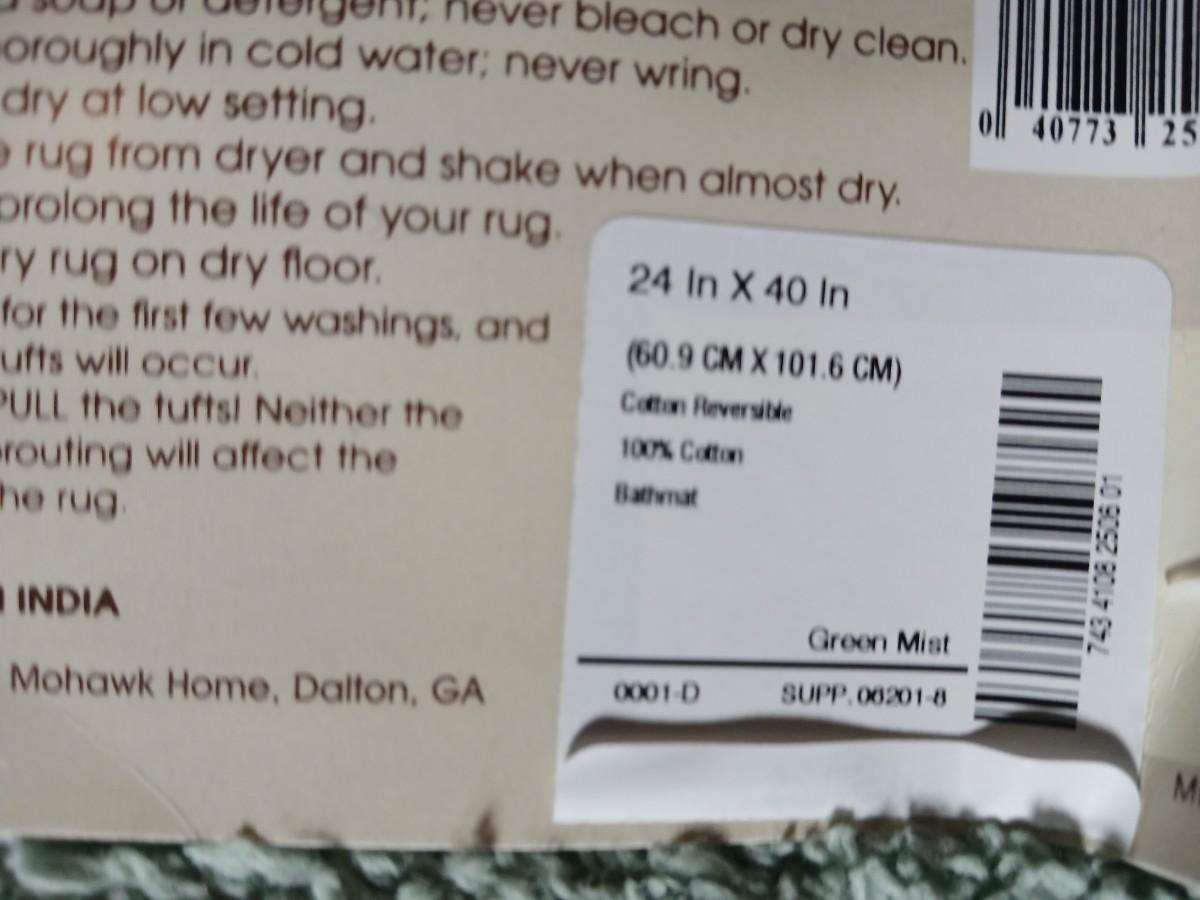 soap or detergent; never bleach or dry clean.
oroughly in cold water; never wring.
dry at low setting.
e rug from dryer and shake when almost dry.
prolong the life of your rug.
ry rug on dry floor.
for the first few washings, and
ufts will occur.
PULL the tufts! Neither the
routing will affect the
he rug.
INDIA
Mohawk Home, Dalton, GA
0 40773 25
24 In X 40 In
(60.9 CM X 101.6 CM)
Cotton Reversible
100% Cotton
Bathmat
Green Mist
0001-D SUPP.06201-8
743 4108 2506 01
M